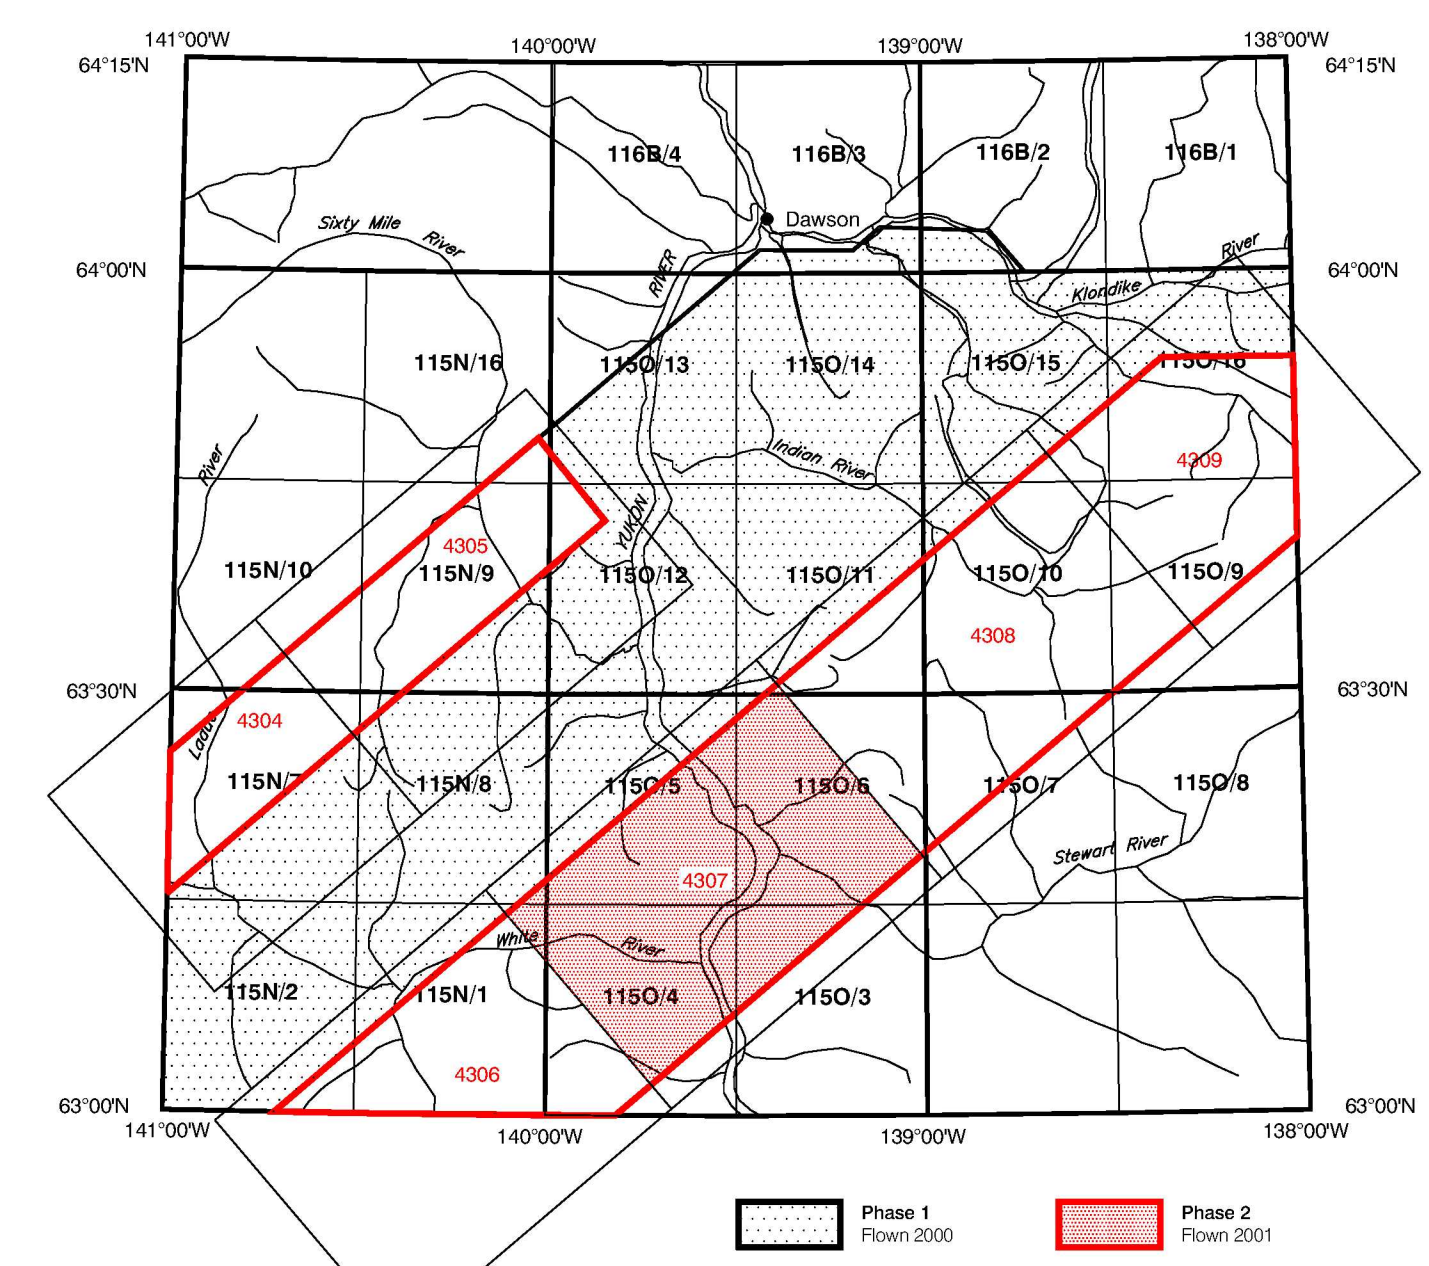 141°00'W
140°00'W
139°00'W
138°00'W
64°15'N
64°15'N
116B/4
116B/3
116B/2
116B/1
Dawson
Sixty Mile River
RIVER
River
64°00'N
64°00'N
Klondike
115N/16
115O/13
115O/14
115O/15
115O/16
River
Indian River
4309
YUKON
4305
115N/10
115N/9
115O/12
115O/11
115O/10
115O/9
4308
63°30'N
63°30'N
4304
Ladue
115N/7
115N/8
115O/5
115O/6
115O/7
115O/8
Stewart River
4307
White River
115N/2
115N/1
115O/4
115O/3
4306
63°00'N
63°00'N
141°00'W
140°00'W
139°00'W
138°00'W
Phase 1
Flown 2000
Phase 2
Flown 2001